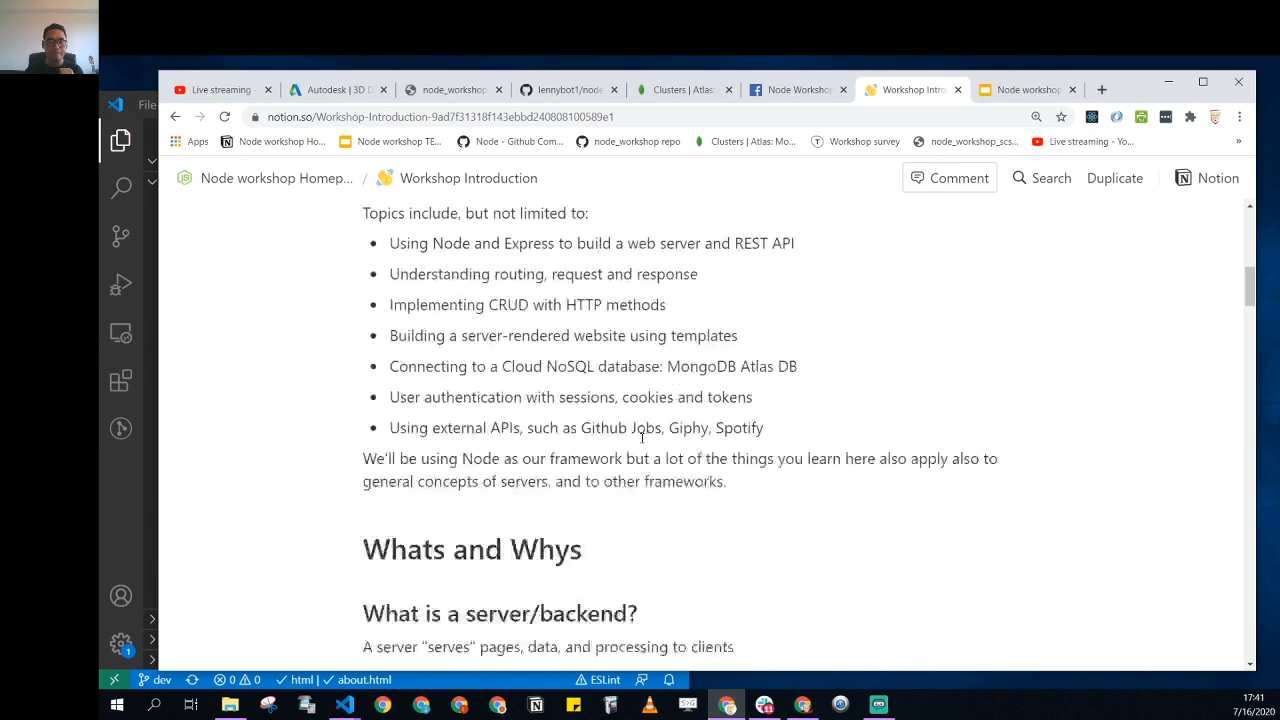 Live streaming -
Autodesk | 3D D
node_workshop
lennybot1/node
Clusters | Atlas
Node Workshop
Workshop Intro
Node worksho
File
notion.so/Workshop-Introduction-9ad7f31318f143ebbd240808100589e1
Apps
Node workshop Ho...
Node workshop TE...
Node - Github Com...
node_workshop repo
Clusters | Atlas: Mo...
Workshop survey
node_workshop_scs...
Live streaming - Yo...
Node workshop Homep... / Workshop Introduction
Comment
Search
Duplicate
Notion
Topics include, but not limited to:
• Using Node and Express to build a web server and REST API
• Understanding routing, request and response
• Implementing CRUD with HTTP methods
• Building a server-rendered website using templates
• Connecting to a Cloud NoSQL database: MongoDB Atlas DB
• User authentication with sessions, cookies and tokens
• Using external APIs, such as Github Jobs, Giphy, Spotify
We'll be using Node as our framework but a lot of the things you learn here also apply also to
general concepts of servers, and to other frameworks.
Whats and Whys
What is a server/backend?
A server "serves" pages, data, and processing to clients
1
dev
0
0
html | about.html
ESLint
17:41
7/16/2020